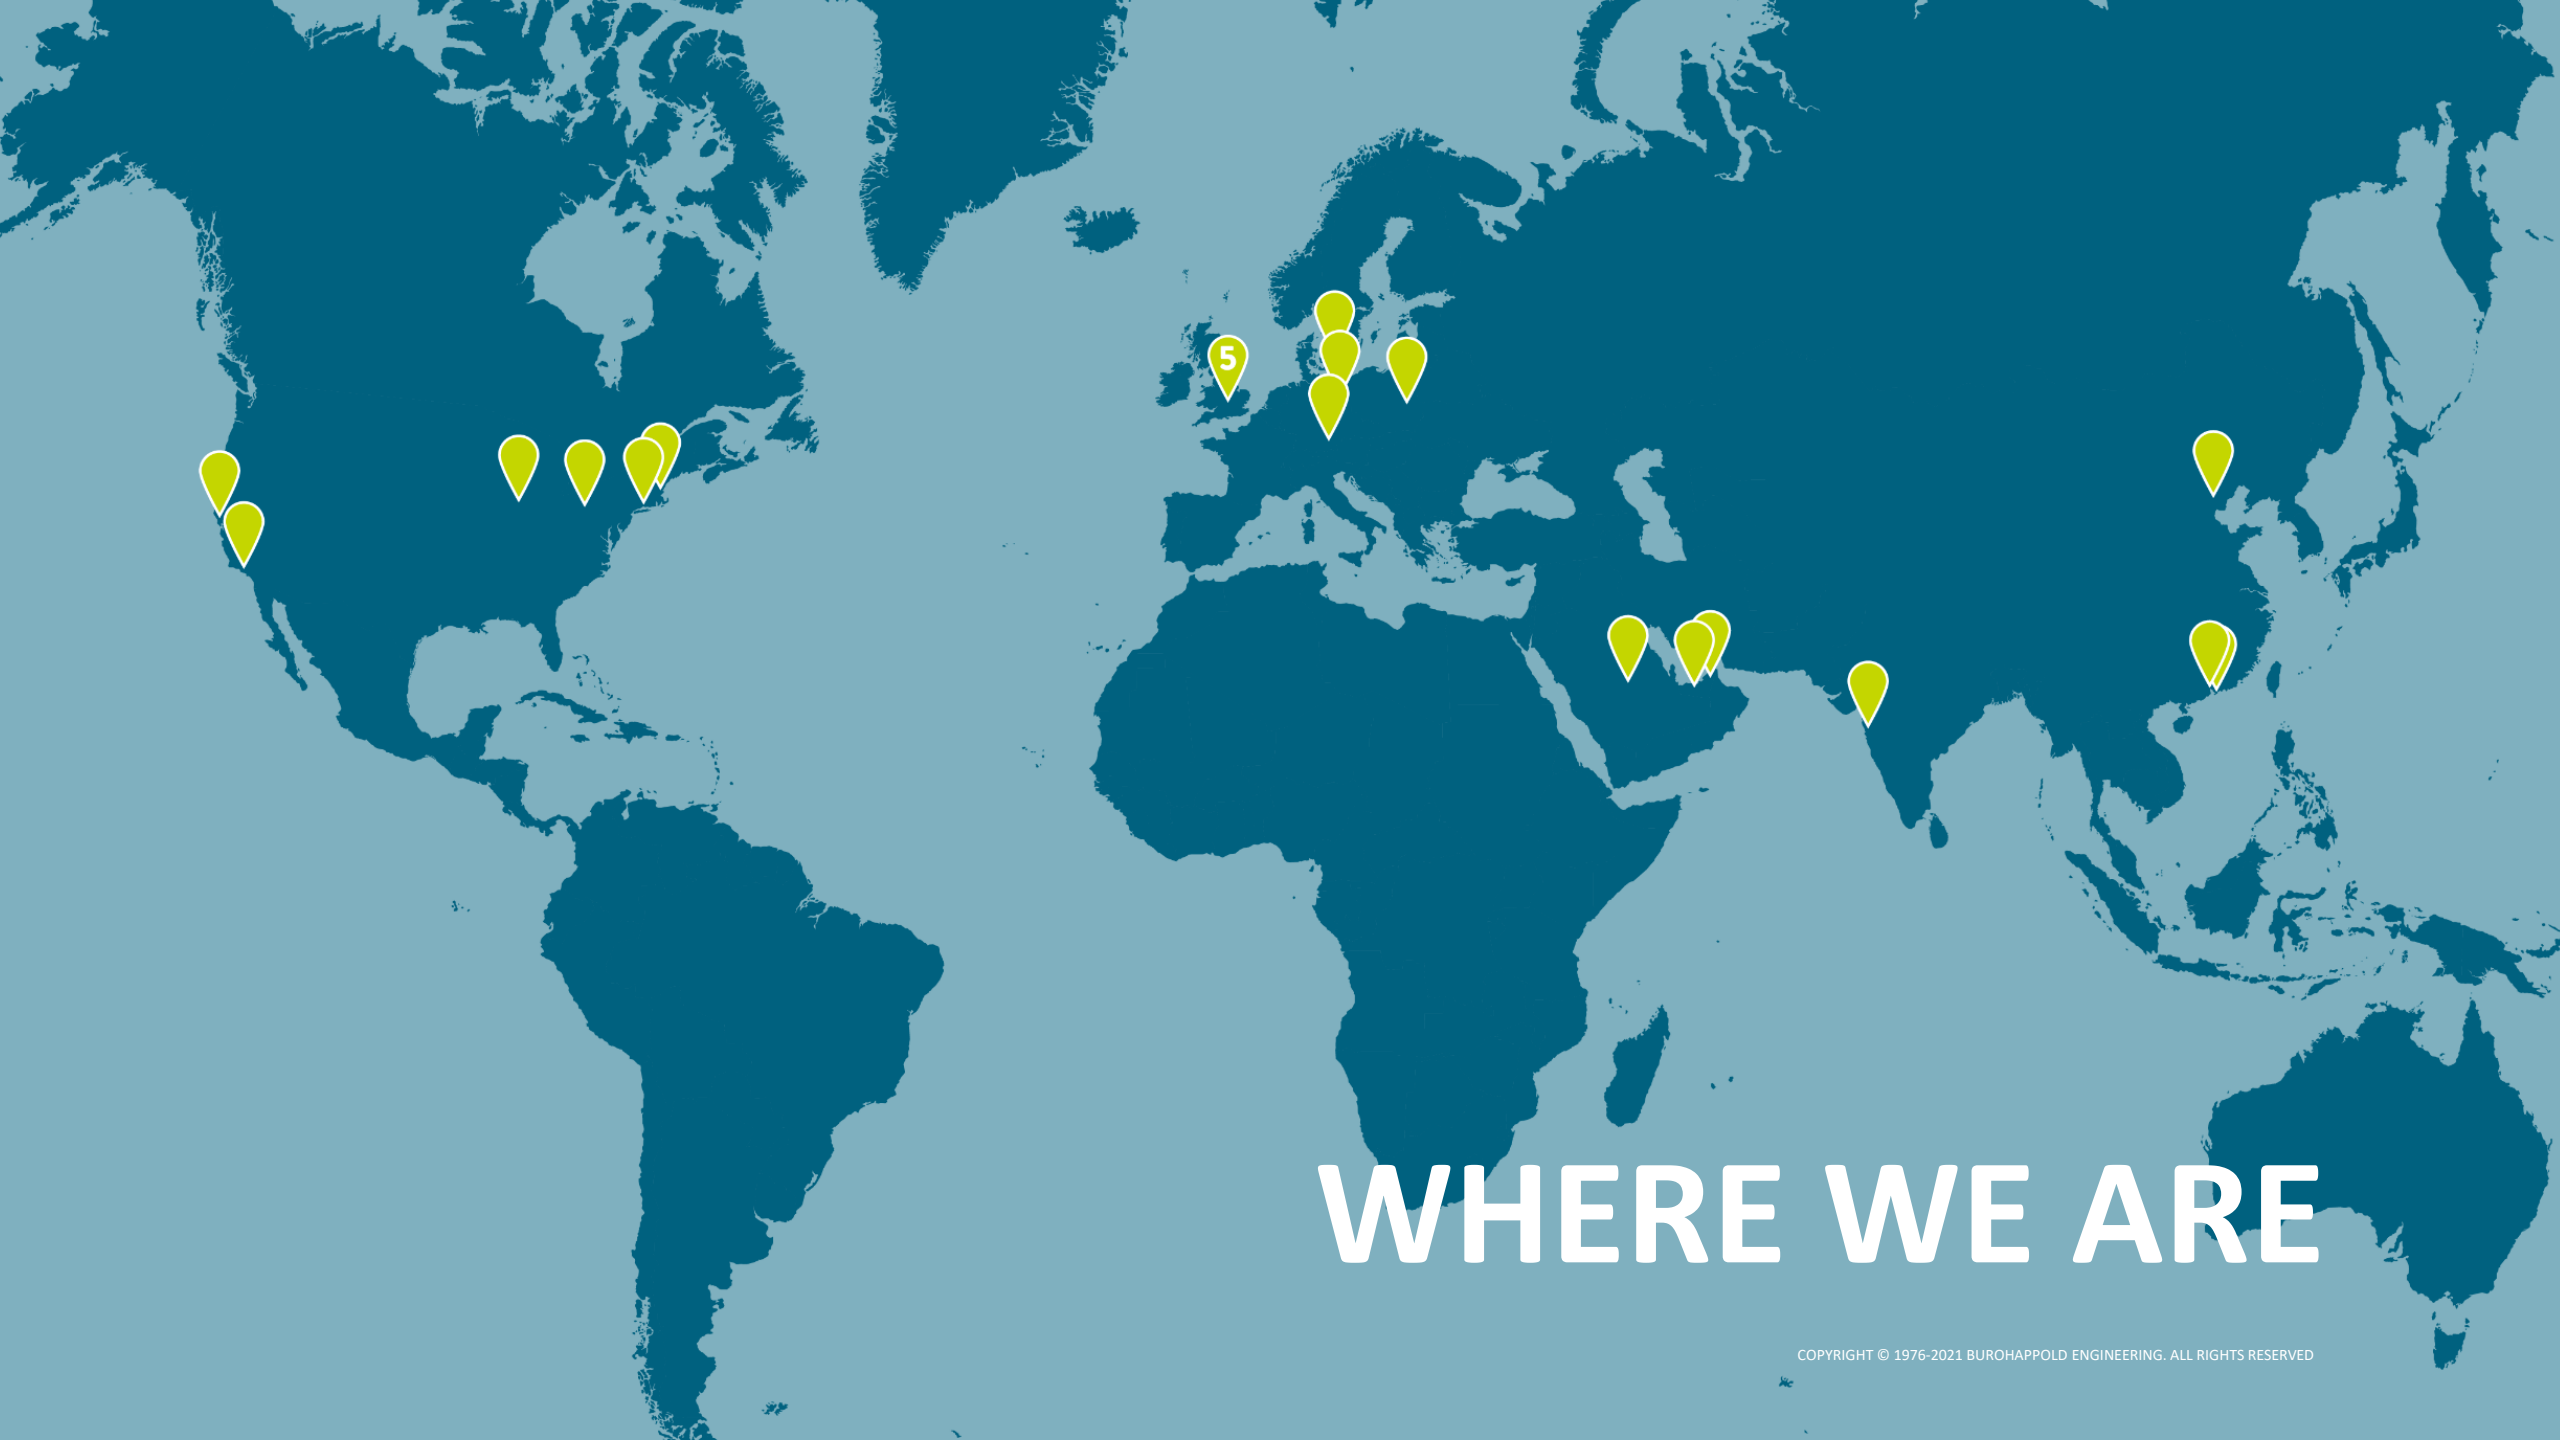 5
WHERE WE ARE
COPYRIGHT © 1976-2021 BUROHAPPOLD ENGINEERING. ALL RIGHTS RESERVED